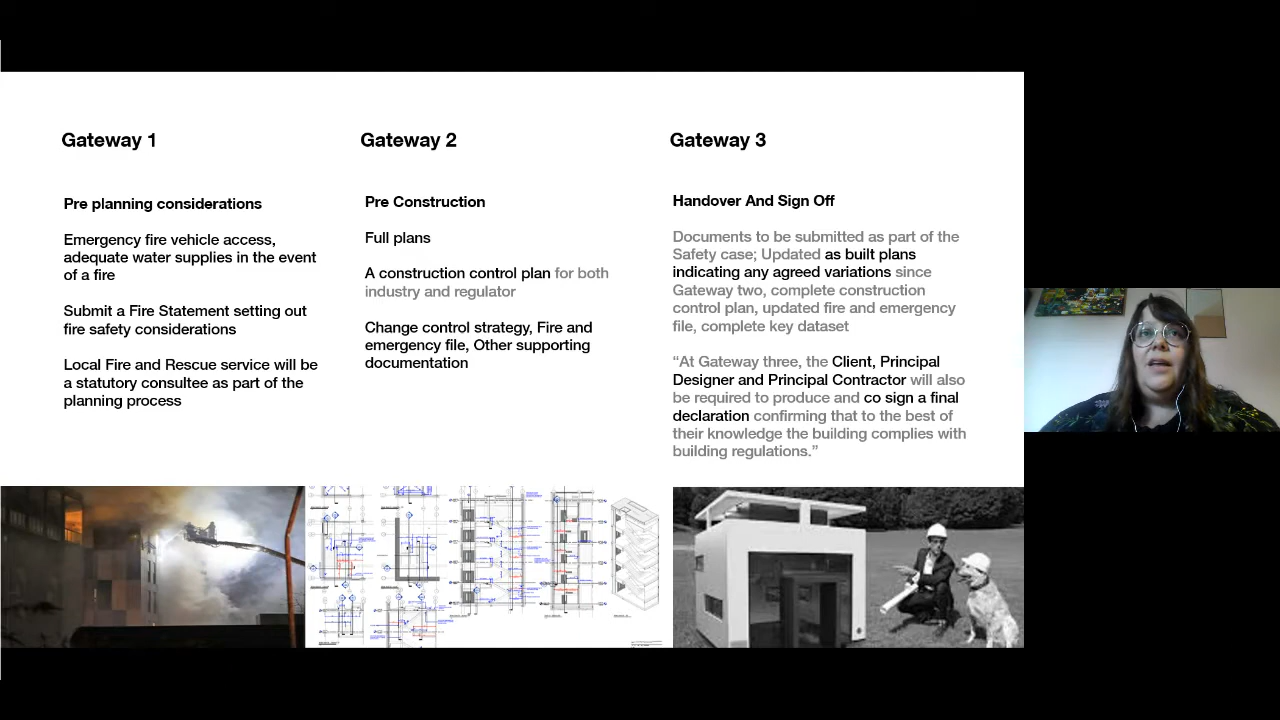 Gateway 1
Pre planning considerations
Emergency fire vehicle access,
adequate water supplies in the event
of a fire
Submit a Fire Statement setting out
fire safety considerations
Local Fire and Rescue service will be
a statutory consultee as part of the
planning process
Gateway 2
Pre Construction
Full plans
A construction control plan for both
industry and regulator
Change control strategy, Fire and
emergency file, Other supporting
documentation
Gateway 3
Handover And Sign Off
Documents to be submitted as part of the
Safety case; Updated as built plans
indicating any agreed variations since
Gateway two, complete construction
control plan, updated fire and emergency
file, complete key dataset
“At Gateway three, the Client, Principal
Designer and Principal Contractor will also
be required to produce and co sign a final
declaration confirming that to the best of
their knowledge the building complies with
building regulations.”